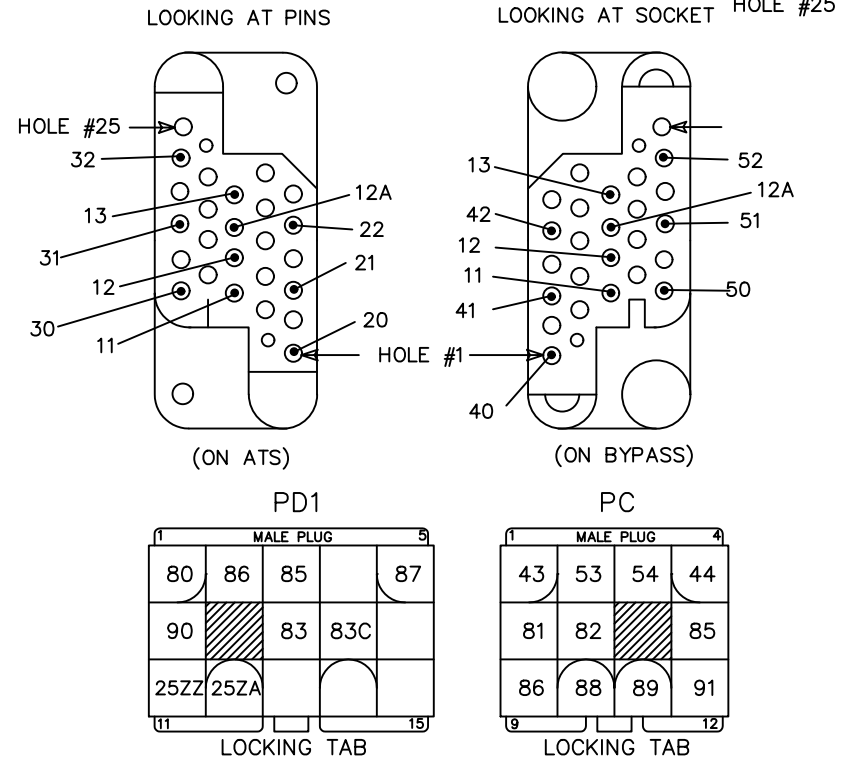 LOOKING AT PINS
LOOKING AT SOCKET
HOLE #25
HOLE #25
32
13
31
12
30
11
12A
22
21
20
HOLE #1
13
42
12
11
41
40
52
12A
51
50
(ON ATS)
(ON BYPASS)
PD1
1 MALE PLUG 5
80 86 85 87
90 83 83C
25ZZ 25ZA
11 15
LOCKING TAB
PC
1 MALE PLUG 4
43 53 54 44
81 82 85
86 88 89 91
9 12
LOCKING TAB